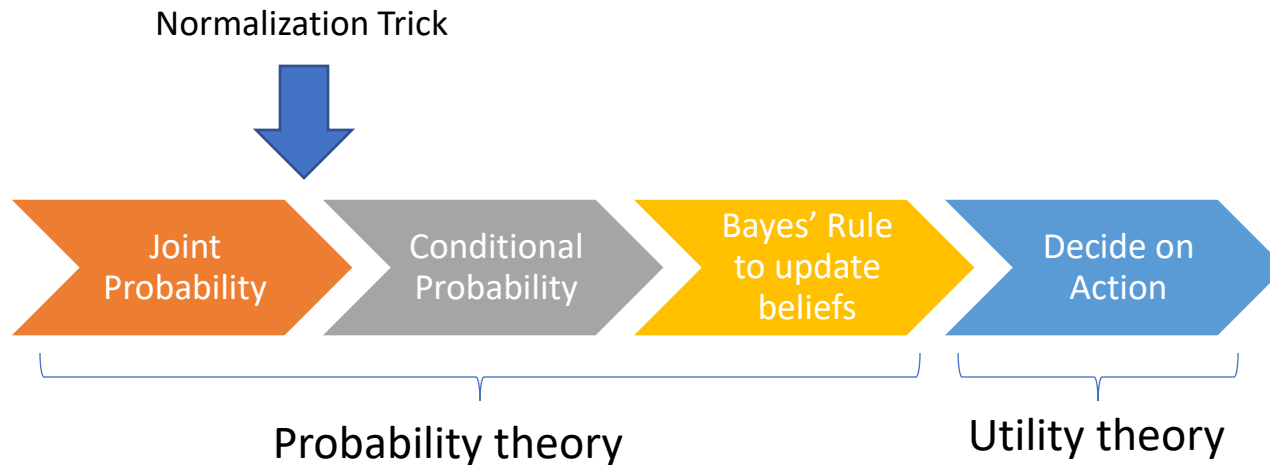 Normalization Trick
Joint
Probability
Conditional
Probability
Bayes’ Rule
to update
beliefs
Decide on
Action
Probability theory
Utility theory